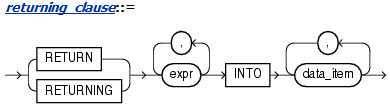 returning_clause::=
, ,
RETURN
expr INTO data_item
RETURNING